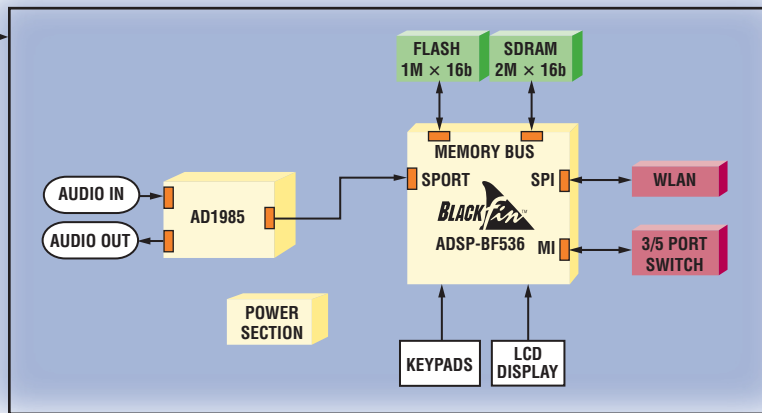 FLASH
1M × 16b
SDRAM
2M × 16b
MEMORY BUS
SPORT
SPI
BLACKfin™
ADSP-BF536
MI
WLAN
3/5 PORT
SWITCH
AUDIO IN
AUDIO OUT
AD1985
POWER
SECTION
KEYPADS
LCD
DISPLAY